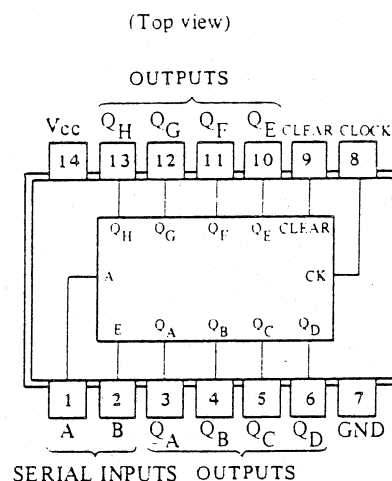 (Top view)
OUTPUTS
Vcc QH QG QF QE CLEAR CLOCK
14 13 12 11 10 9 8
QH QG QF QE CLEAR
A CK
E QA QB QC QD
1 2 3 4 5 6 7
A B QA QB QC QD GND
SERIAL INPUTS OUTPUTS